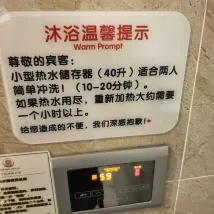 沐浴温馨提示
Warm Prompt
尊敬的宾客：
小型热水储存器（40升）适合两人
简单冲洗！（10-20分钟）。
如果热水用尽，重新加热大约需要
一个小时以上。
给您造成的不便，我们深感抱歉！